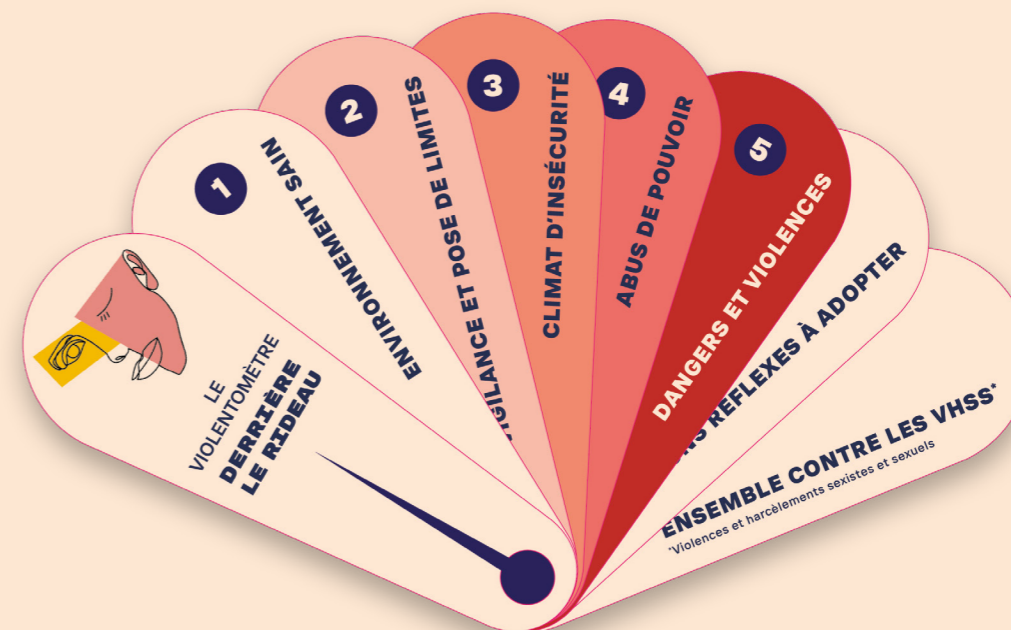 LE
VIOLENTOMÈTRE
DERRIÈRE
LE RIDEAU
1
ENVIRONNEMENT SAIN
2
ET POSE DE LIMITES
3
CLIMAT D'INSÉCURITÉ
4
ABUS DE POUVOIR
5
DANGERS ET VIOLENCES
RÉFLEXES À ADOPTER
ENSEMBLE CONTRE LES VHSS*
*Violences et harcèlements sexistes et sexuels